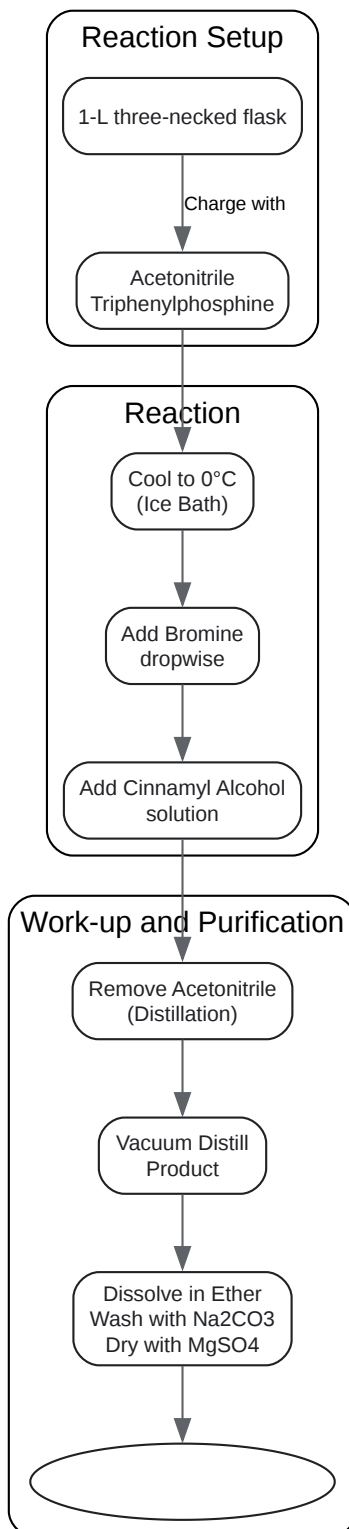 Reaction Setup
1-L three-necked flask
Charge with
Acetonitrile
Triphenylphosphine
Reaction
Cool to 0°C
(Ice Bath)
Add Bromine
dropwise
Add Cinnamyl Alcohol
solution
Work-up and Purification
Remove Acetonitrile
(Distillation)
Vacuum Distill
Product
Dissolve in Ether
Wash with Na2CO3
Dry with MgSO4